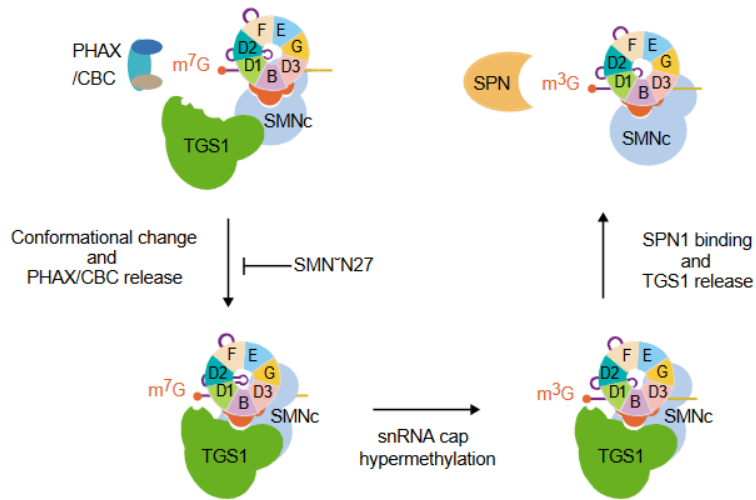 PHAX
/CBC
m7G
F
E
D2
G
D1
D3
B
SMNc
TGS1
SPN
m3G
F
E
D2
G
D1
D3
B
SMNc
Conformational change
and
PHAX/CBC release
SMN˜N27
SPN1 binding
and
TGS1 release
m7G
F
E
D2
G
D1
D3
B
SMNc
TGS1
snRNA cap
hypermethylation
m3G
F
E
D2
G
D1
D3
B
SMNc
TGS1